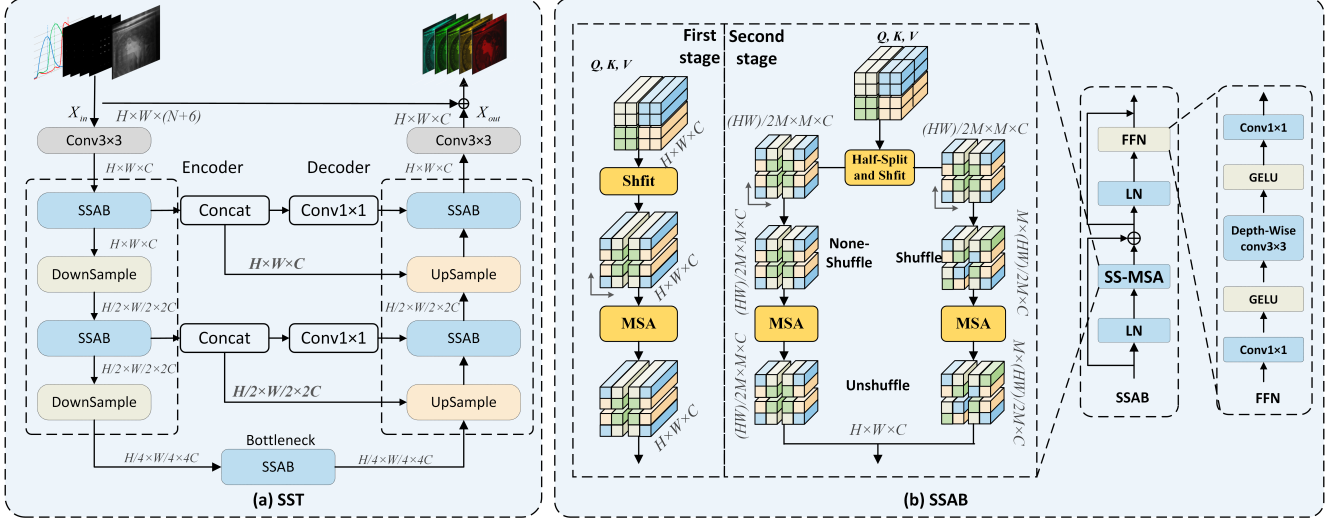 X_in
H×W×(N+6)
H×W×C
X_out
Conv3×3
Conv3×3
H×W×C
Encoder
Decoder
H×W×C
SSAB
Concat
Conv1×1
SSAB
H×W×C
H×W×C
DownSample
UpSample
H/2×W/2×2C
H/2×W/2×2C
SSAB
Concat
Conv1×1
SSAB
H/2×W/2×2C
H/2×W/2×2C
DownSample
UpSample
Bottleneck
H/4×W/4×4C
SSAB
H/4×W/4×4C
(a) SST
First
stage
Q, K, V
H×W×C
Shfit
H×W×C
MSA
H×W×C
Second
stage
Q, K, V
(HW)/2M×M×C
(HW)/2M×M×C
Half-Split
and Shfit
(HW)/2M×M×C
None-
Shuffle
Shuffle
M×(HW)/2M×C
MSA
MSA
(HW)/2M×M×C
Unshuffle
M×(HW)/2M×C
H×W×C
FFN
LN
SS-MSA
LN
SSAB
Conv1×1
GELU
Depth-Wise
conv3×3
GELU
Conv1×1
FFN
(b) SSAB